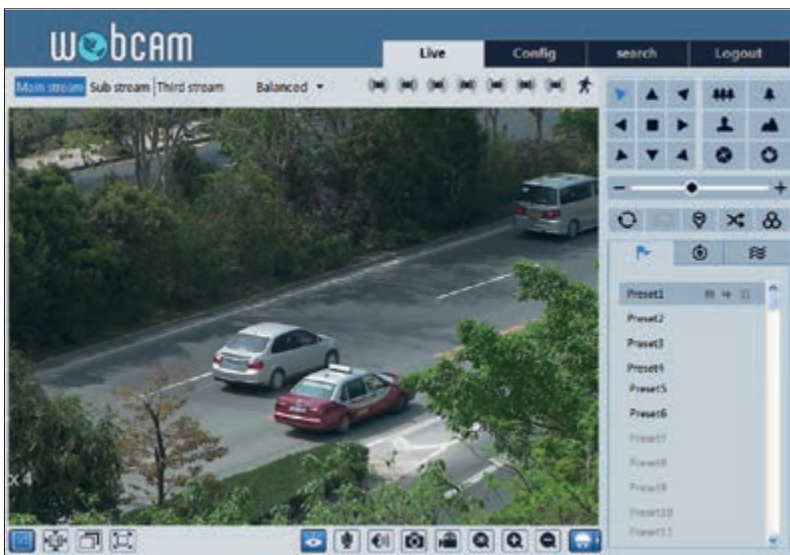 webcam
Live Config search Logout
Main stream Sub stream Third stream Balanced
Preset1
Preset2
Preset3
Preset4
Preset5
Preset6
Preset7
Preset8
Preset9
Preset10
Preset11
x4